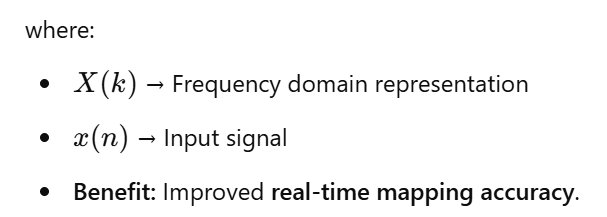 where:
• X(k) → Frequency domain representation
• x(n) → Input signal
• Benefit: Improved real-time mapping accuracy.